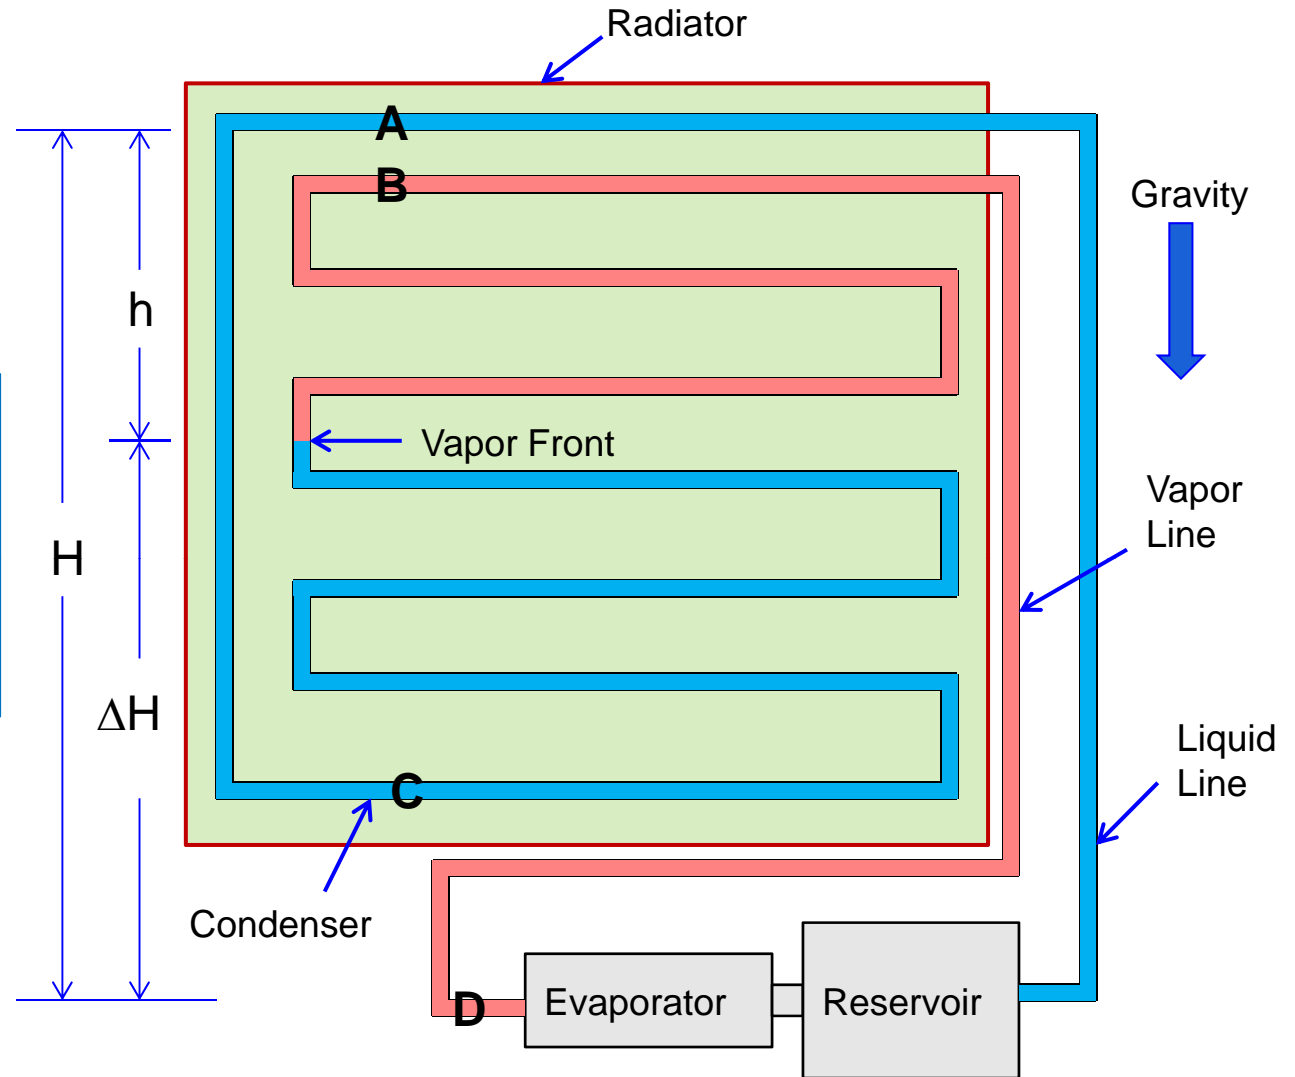 Radiator
A
B
Gravity
h
Vapor Front
Vapor
Line
H
ΔH
Liquid
Line
C
Condenser
D
Evaporator
Reservoir